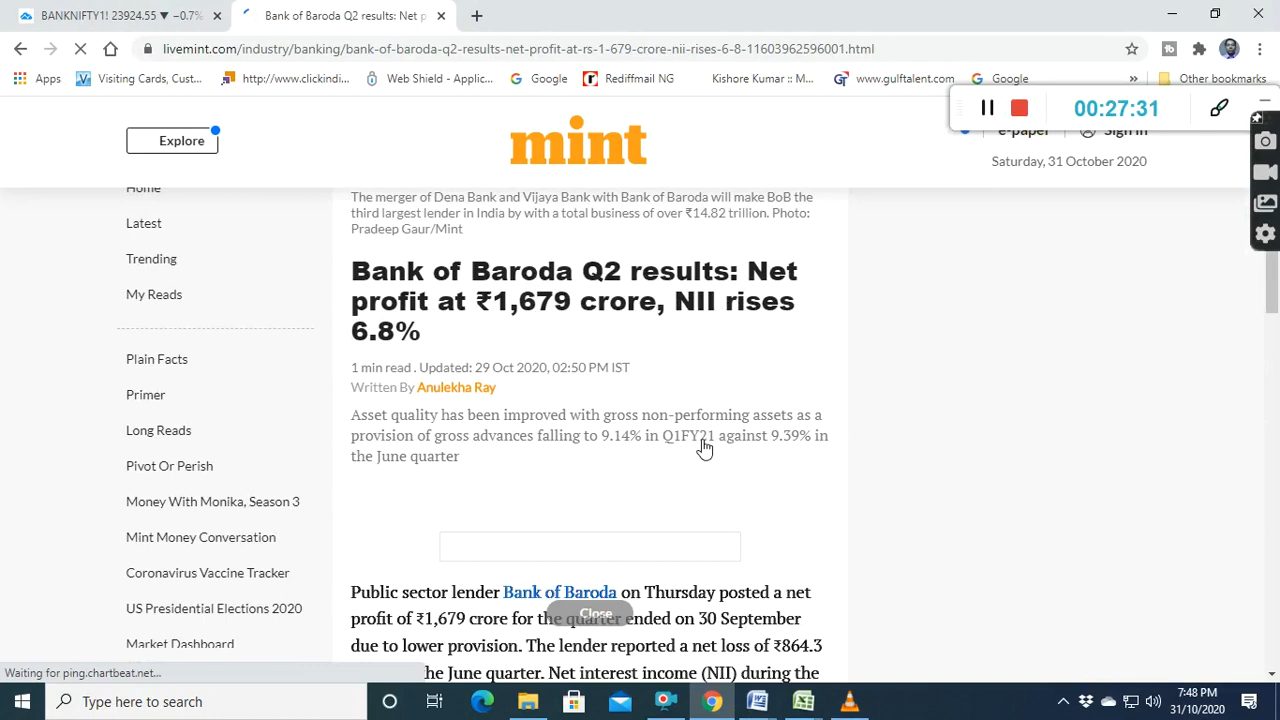 BANKNIFTY1! 23924.55 ▼ −0.7%
Bank of Baroda Q2 results: Net p
livemint.com/industry/banking/bank-of-baroda-q2-results-net-profit-at-rs-1-679-crore-nii-rises-6-8-11603962596001.html
Apps
Visiting Cards, Cust...
http://www.clickindi...
Web Shield - Applic...
Google
Rediffmail NG
Kishore Kumar :: M...
www.gulftalent.com
Google
»
Other bookmarks
00:27:31
Explore
mint
e-paper
Sign in
Saturday, 31 October 2020
Home
Latest
Trending
My Reads
Plain Facts
Primer
Long Reads
Pivot Or Perish
Money With Monika, Season 3
Mint Money Conversation
Coronavirus Vaccine Tracker
US Presidential Elections 2020
Market Dashboard
The merger of Dena Bank and Vijaya Bank with Bank of Baroda will make BoB the
third largest lender in India by with a total business of over ₹14.82 trillion. Photo:
Pradeep Gaur/Mint
Bank of Baroda Q2 results: Net
profit at ₹1,679 crore, NII rises
6.8%
1 min read . Updated: 29 Oct 2020, 02:50 PM IST
Written By Anulekha Ray
Asset quality has been improved with gross non-performing assets as a
provision of gross advances falling to 9.14% in Q1FY21 against 9.39% in
the June quarter
Public sector lender Bank of Baroda on Thursday posted a net
profit of ₹1,679 crore for the quarter ended on 30 September
Close
due to lower provision. The lender reported a net loss of ₹864.3
the June quarter. Net interest income (NII) during the
Waiting for ping.chartbeat.net...
Type here to search
7:48 PM
31/10/2020